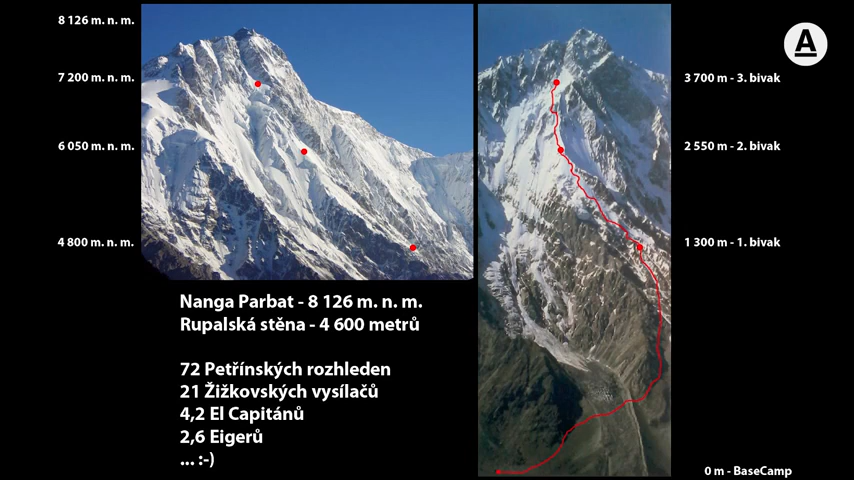 8 126 m. n. m.
7 200 m. n. m.
6 050 m. n. m.
4 800 m. n. m.
A
3 700 m - 3. bivak
2 550 m - 2. bivak
1 300 m - 1. bivak
0 m - BaseCamp
Nanga Parbat - 8 126 m. n. m.
Rupalská stěna - 4 600 metrů
72 Petřínských rozhleden
21 Žižkovských vysílačů
4,2 El Capitánů
2,6 Eigerů
... :-)